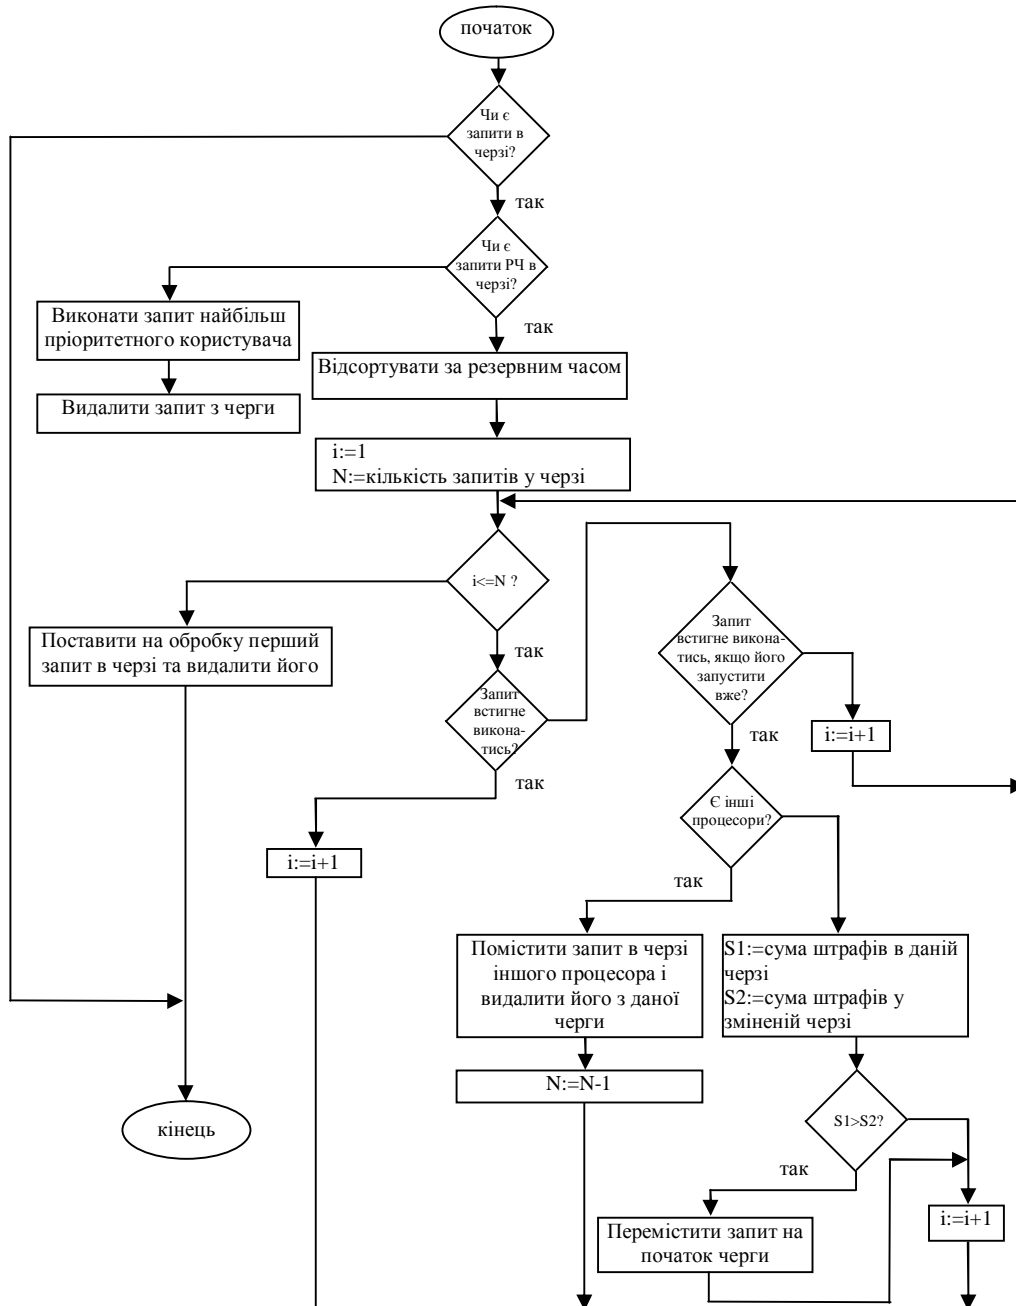 початок
Чи є
запити в
черзі?
так
Чи є
запити РЧ в
черзі?
так
Виконати запит найбільш
пріоритетного користувача
Відсортувати за резервним часом
Видалити запит з черги
i:=1
N:=кількість запитів у черзі
i<=N ?
Поставити на обробку перший
запит в черзі та видалити його
так
Запит
встигне викона-
тись, якщо його
запустити
вже?
Запит
встигне
викона-
тись?
так
i:=i+1
так
Є інші
процесори?
i:=i+1
так
Помістити запит в черзі
іншого процесора і
видалити його з даної
черги
S1:=сума штрафів в даній
черзі
S2:=сума штрафів у
зміненій черзі
N:=N-1
кінець
S1>S2?
так
Перемістити запит на
початок черги
i:=i+1